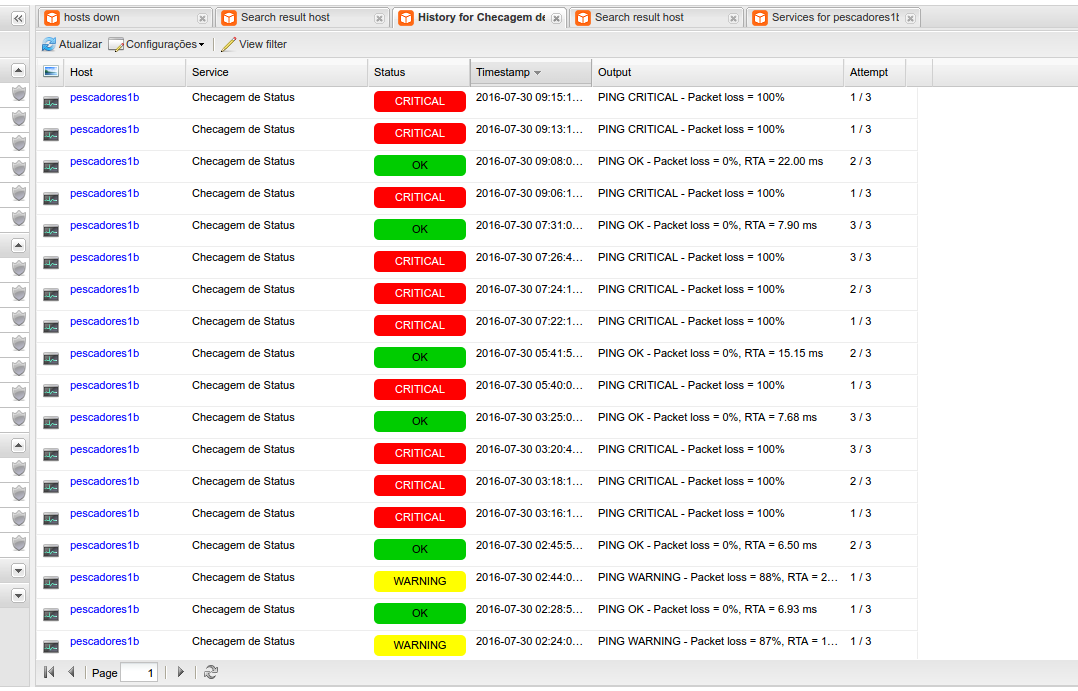 hosts down Search result host History for Checagem de Search result host Services for pescadores1b
Atualizar Configurações View filter
Host Service Status Timestamp Output Attempt
pescadores1b Checagem de Status CRITICAL 2016-07-30 09:15:1... PING CRITICAL - Packet loss = 100% 1 / 3
pescadores1b Checagem de Status CRITICAL 2016-07-30 09:13:1... PING CRITICAL - Packet loss = 100% 1 / 3
pescadores1b Checagem de Status OK 2016-07-30 09:08:0... PING OK - Packet loss = 0%, RTA = 22.00 ms 2 / 3
pescadores1b Checagem de Status CRITICAL 2016-07-30 09:06:1... PING CRITICAL - Packet loss = 100% 1 / 3
pescadores1b Checagem de Status OK 2016-07-30 07:31:0... PING OK - Packet loss = 0%, RTA = 7.90 ms 3 / 3
pescadores1b Checagem de Status CRITICAL 2016-07-30 07:26:4... PING CRITICAL - Packet loss = 100% 3 / 3
pescadores1b Checagem de Status CRITICAL 2016-07-30 07:24:1... PING CRITICAL - Packet loss = 100% 2 / 3
pescadores1b Checagem de Status CRITICAL 2016-07-30 07:22:1... PING CRITICAL - Packet loss = 100% 1 / 3
pescadores1b Checagem de Status OK 2016-07-30 05:41:5... PING OK - Packet loss = 0%, RTA = 15.15 ms 2 / 3
pescadores1b Checagem de Status CRITICAL 2016-07-30 05:40:0... PING CRITICAL - Packet loss = 100% 1 / 3
pescadores1b Checagem de Status OK 2016-07-30 03:25:0... PING OK - Packet loss = 0%, RTA = 7.68 ms 3 / 3
pescadores1b Checagem de Status CRITICAL 2016-07-30 03:20:4... PING CRITICAL - Packet loss = 100% 3 / 3
pescadores1b Checagem de Status CRITICAL 2016-07-30 03:18:1... PING CRITICAL - Packet loss = 100% 2 / 3
pescadores1b Checagem de Status CRITICAL 2016-07-30 03:16:1... PING CRITICAL - Packet loss = 100% 1 / 3
pescadores1b Checagem de Status OK 2016-07-30 02:45:5... PING OK - Packet loss = 0%, RTA = 6.50 ms 2 / 3
pescadores1b Checagem de Status WARNING 2016-07-30 02:44:0... PING WARNING - Packet loss = 88%, RTA = 2... 1 / 3
pescadores1b Checagem de Status OK 2016-07-30 02:28:5... PING OK - Packet loss = 0%, RTA = 6.93 ms 1 / 3
pescadores1b Checagem de Status WARNING 2016-07-30 02:24:0... PING WARNING - Packet loss = 87%, RTA = 1... 1 / 3
Page 1